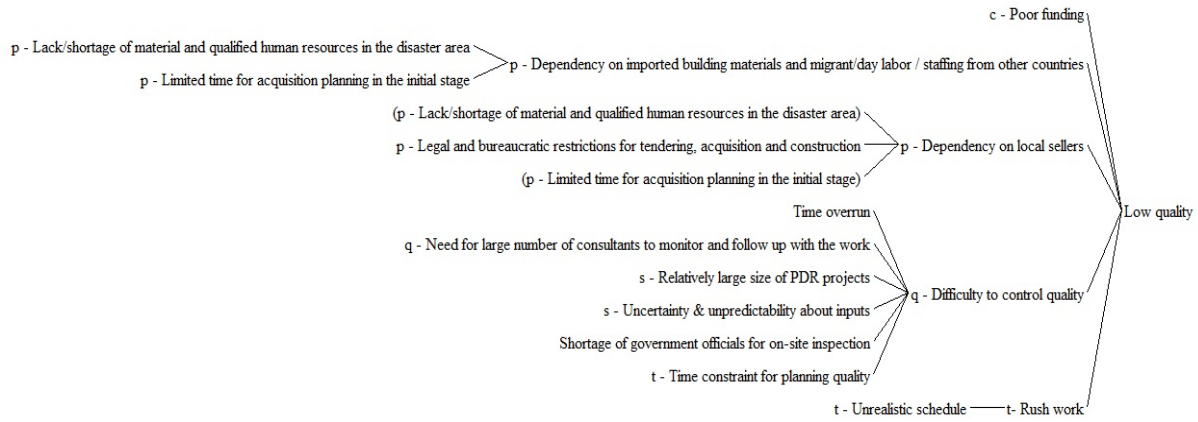 c - Poor funding
p - Lack/shortage of material and qualified human resources in the disaster area
p - Dependency on imported building materials and migrant/day labor / staffing from other countries
p - Limited time for acquisition planning in the initial stage
(p - Lack/shortage of material and qualified human resources in the disaster area)
p - Legal and bureaucratic restrictions for tendering, acquisition and construction
p - Dependency on local sellers
(p - Limited time for acquisition planning in the initial stage)
Time overrun
Low quality
q - Need for large number of consultants to monitor and follow up with the work
s - Relatively large size of PDR projects
q - Difficulty to control quality
s - Uncertainty & unpredictability about inputs
Shortage of government officials for on-site inspection
t - Time constraint for planning quality
t - Unrealistic schedule
t- Rush work